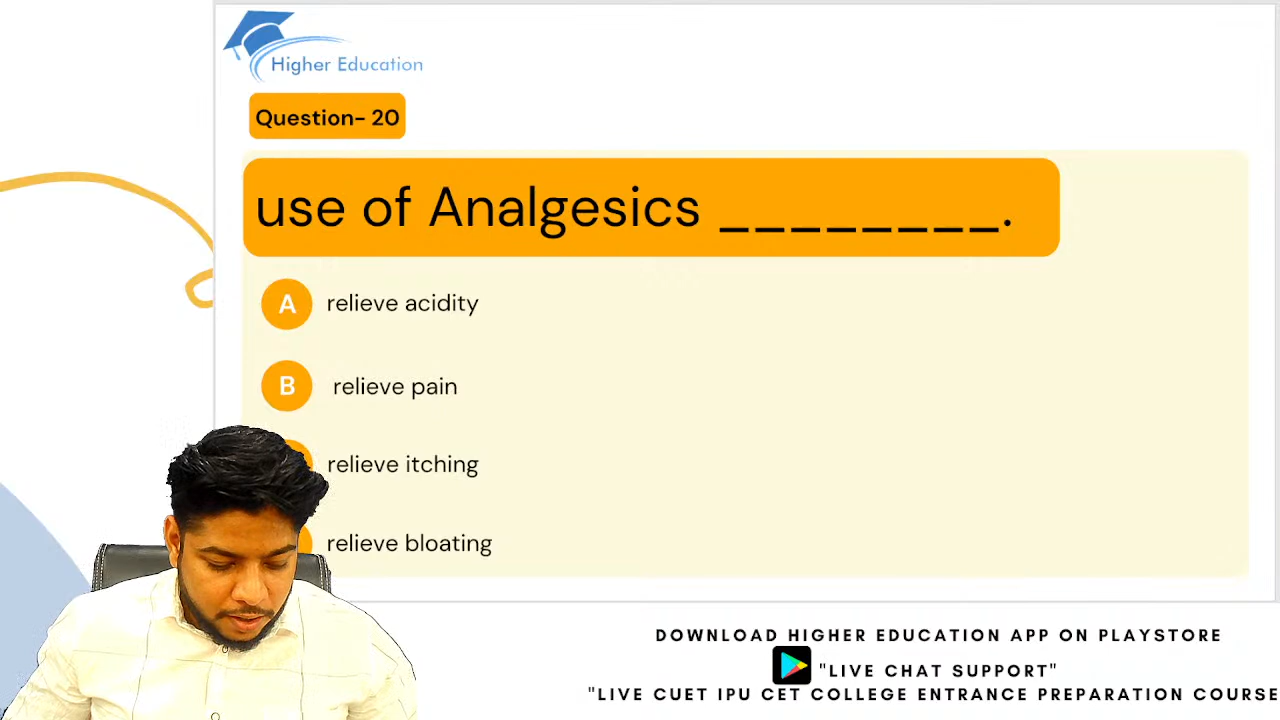 Higher Education
Question- 20
use of Analgesics ________.
A relieve acidity
B relieve pain
relieve itching
relieve bloating
DOWNLOAD HIGHER EDUCATION APP ON PLAYSTORE
"LIVE CHAT SUPPORT"
"LIVE CUET IPU CET COLLEGE ENTRANCE PREPARATION COURSE